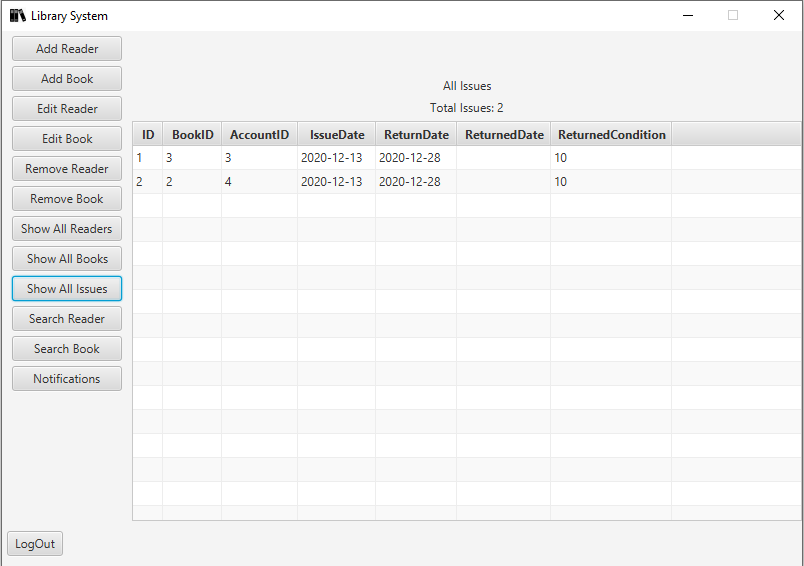 Library System
Add Reader
Add Book
Edit Reader
Edit Book
Remove Reader
Remove Book
Show All Readers
Show All Books
Show All Issues
Search Reader
Search Book
Notifications
LogOut
All Issues
Total Issues: 2
ID BookID AccountID IssueDate ReturnDate ReturnedDate ReturnedCondition
1 3 3 2020-12-13 2020-12-28 10
2 2 4 2020-12-13 2020-12-28 10